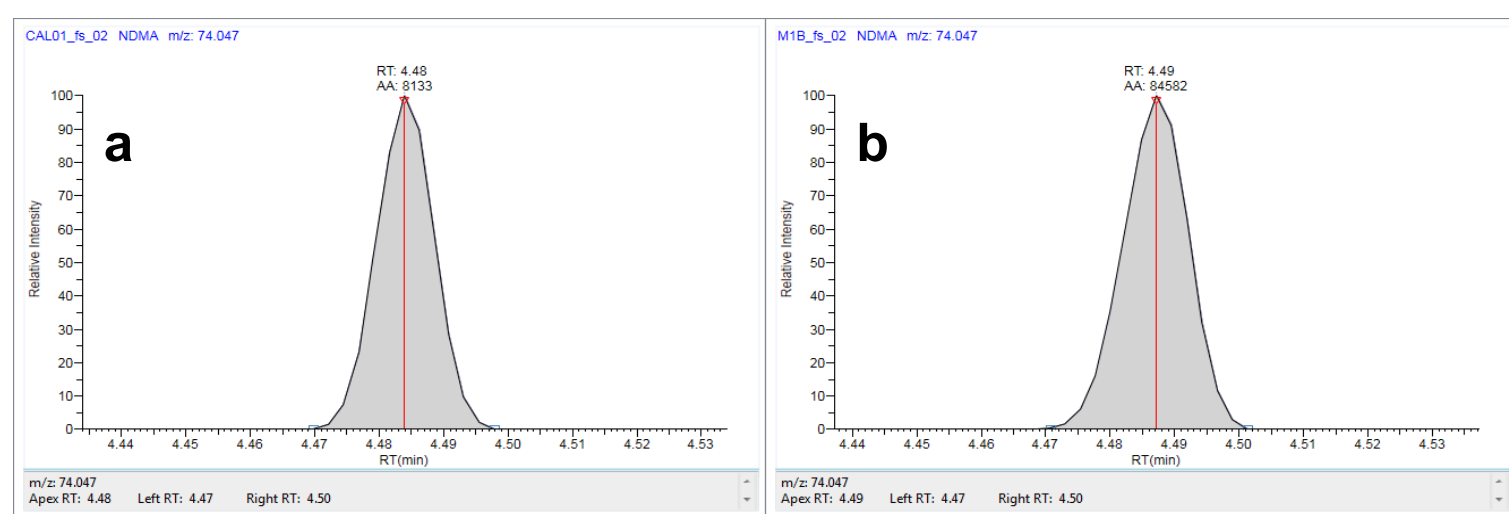 CAL01_fs_02 NDMA m/z: 74.047
RT: 4.48
AA: 8133
a
Relative Intensity
100
90
80
70
60
50
40
30
20
10
0
4.44 4.45 4.46 4.47 4.48 4.49 4.50 4.51 4.52 4.53
RT(min)
m/z: 74.047
Apex RT: 4.48 Left RT: 4.47 Right RT: 4.50
M1B_fs_02 NDMA m/z: 74.047
RT: 4.49
AA: 84582
b
Relative Intensity
100
90
80
70
60
50
40
30
20
10
0
4.44 4.45 4.46 4.47 4.48 4.49 4.50 4.51 4.52 4.53
RT(min)
m/z: 74.047
Apex RT: 4.49 Left RT: 4.47 Right RT: 4.50